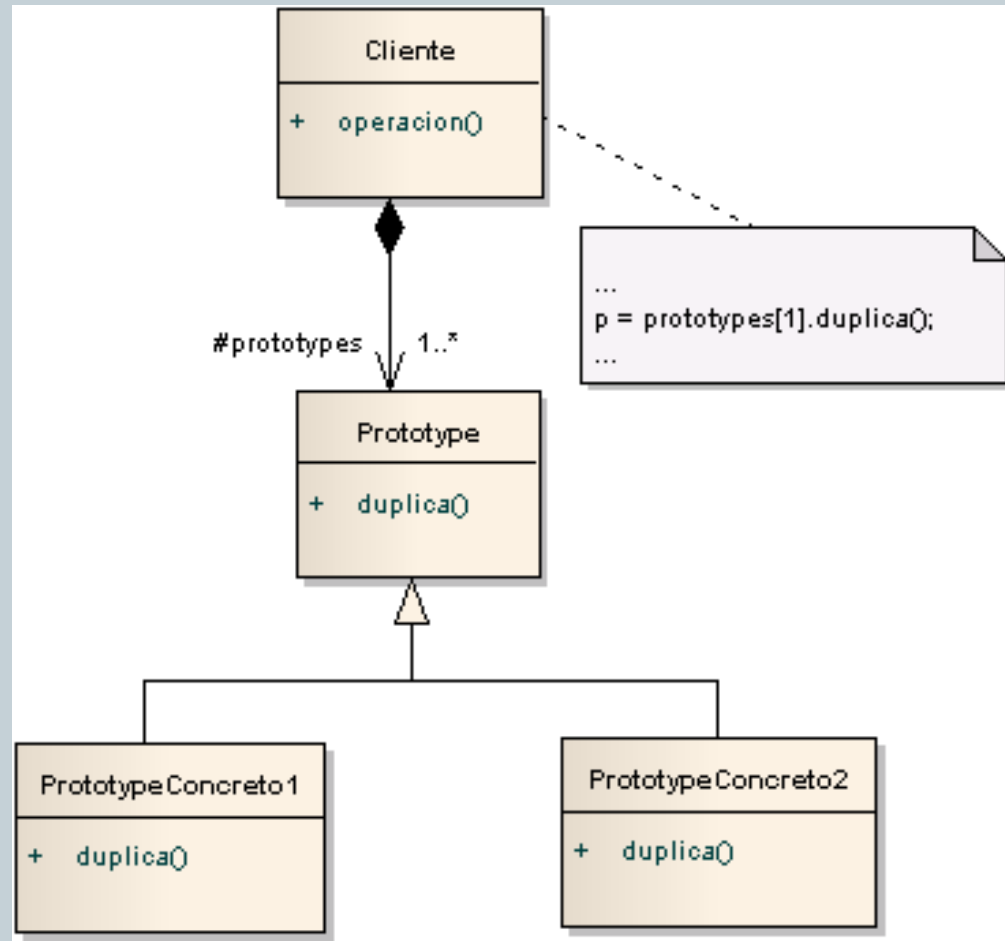 Cliente
+ operacion()
...
p = prototypes[1].duplica();
...
#prototypes 1..*
Prototype
+ duplica()
PrototypeConcreto1
+ duplica()
PrototypeConcreto2
+ duplica()